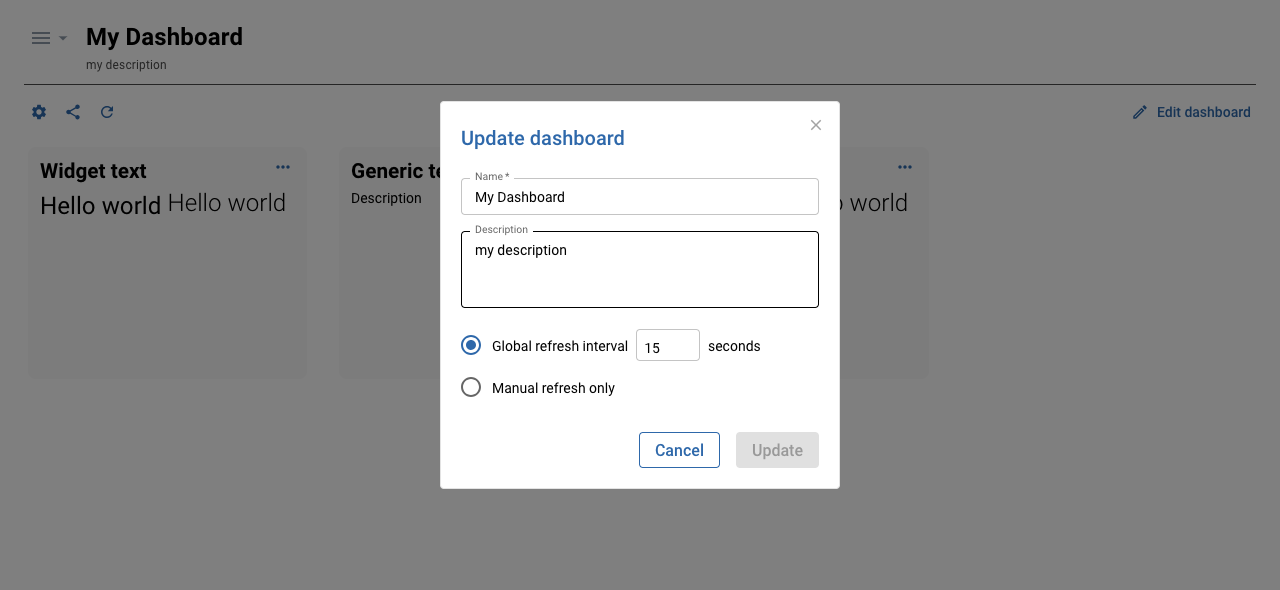 My Dashboard
my description
Edit dashboard
Widget text
Hello world Hello world
Generic te
Description
world
Update dashboard
Name *
My Dashboard
Description
my description
Global refresh interval 15 seconds
Manual refresh only
Cancel Update